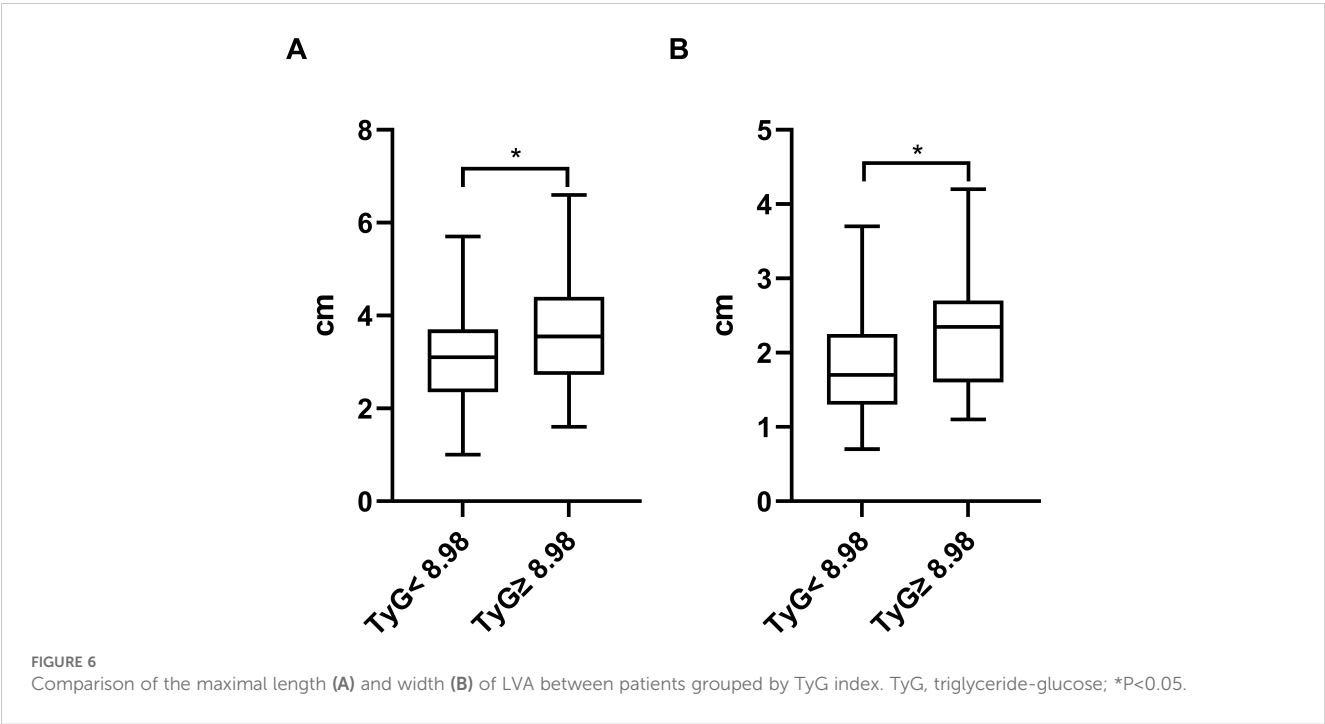 A
B
8
6
4
2
0
cm
*
TyG< 8.98
TyG≥ 8.98
5
4
3
2
1
0
cm
*
TyG< 8.98
TyG≥ 8.98
FIGURE 6
Comparison of the maximal length (A) and width (B) of LVA between patients grouped by TyG index. TyG, triglyceride-glucose; *P<0.05.